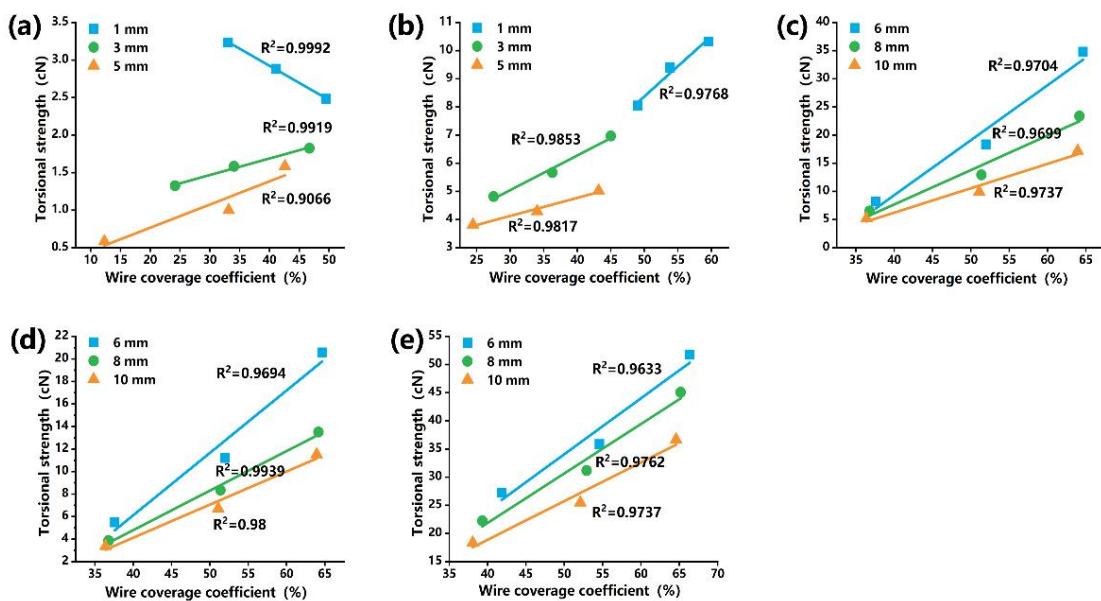 (a)
1 mm
3 mm
5 mm
R²=0.9992
R²=0.9919
R²=0.9066
3.5
3.0
2.5
2.0
1.5
1.0
0.5
10 15 20 25 30 35 40 45 50
Torsional strength (cN)
Wire coverage coefficient (%)
(b)
1 mm
3 mm
5 mm
R²=0.9768
R²=0.9853
R²=0.9817
11
10
9
8
7
6
5
4
3
25 30 35 40 45 50 55 60
Torsional strength (cN)
Wire coverage coefficient (%)
(c)
6 mm
8 mm
10 mm
R²=0.9704
R²=0.9699
R²=0.9737
40
35
30
25
20
15
10
5
0
35 40 45 50 55 60 65
Torsional strength (cN)
Wire coverage coefficient (%)
(d)
6 mm
8 mm
10 mm
R²=0.9694
R²=0.9939
R²=0.98
22
20
18
16
14
12
10
8
6
4
2
35 40 45 50 55 60 65
Torsional strength (cN)
Wire coverage coefficient (%)
(e)
6 mm
8 mm
10 mm
R²=0.9633
R²=0.9762
R²=0.9737
55
50
45
40
35
30
25
20
15
40 45 50 55 60 65 70
Torsional strength (cN)
Wire coverage coefficient (%)